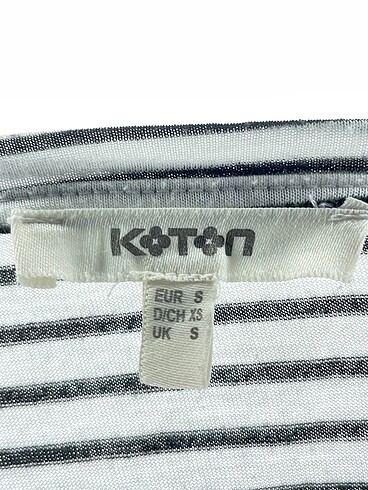 KOTON
EUR S
D/CH XS
UK S